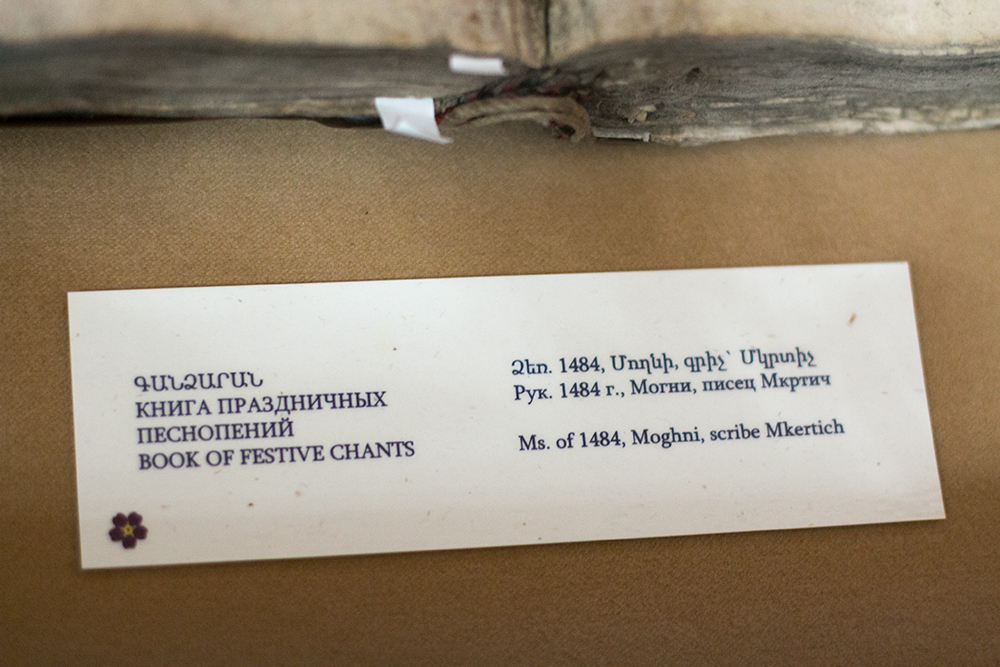 ԳԱՆՁԱՐԱՆ
КНИГА ПРАЗДНИЧНЫХ
ПЕСНОПЕНИЙ
BOOK OF FESTIVE CHANTS
Ձեռ. 1484, Մողնի, գրիչ՝ Մկրտիչ
Рук. 1484 г., Могни, писец Мкртич
Ms. of 1484, Moghni, scribe Mkertich